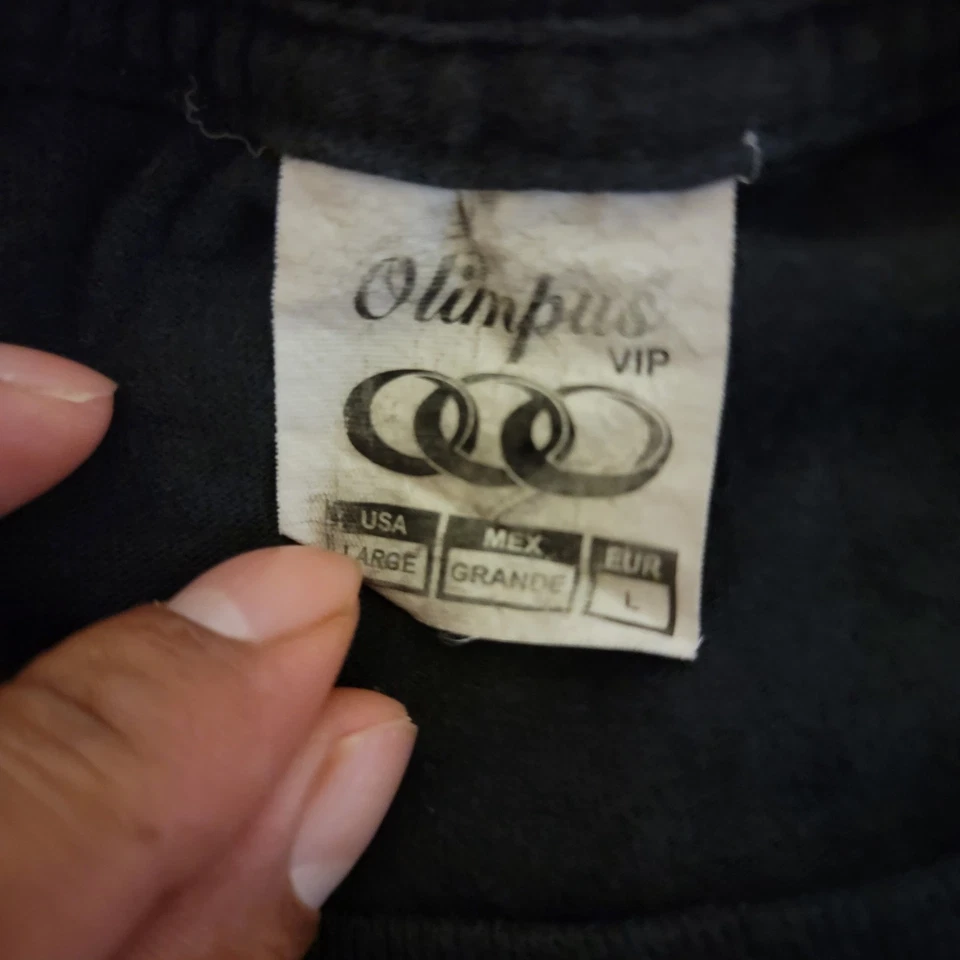 Olimpus
VIP
USA MEX EUR
LARGE GRANDE L